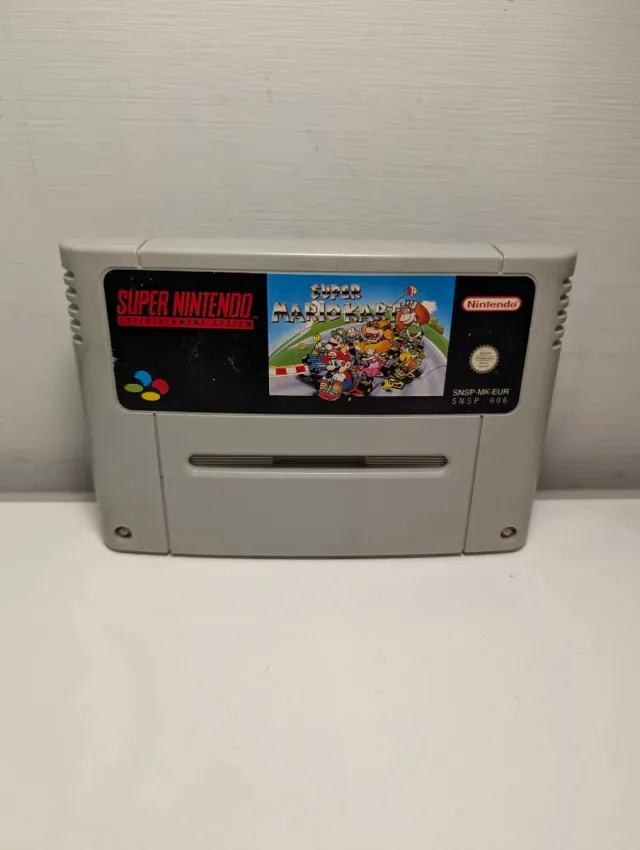 SUPER NINTENDO
ENTERTAINMENT SYSTEM
SUPER
MARIO KART
Nintendo
SNSP-MK-EUR
SNSP-006